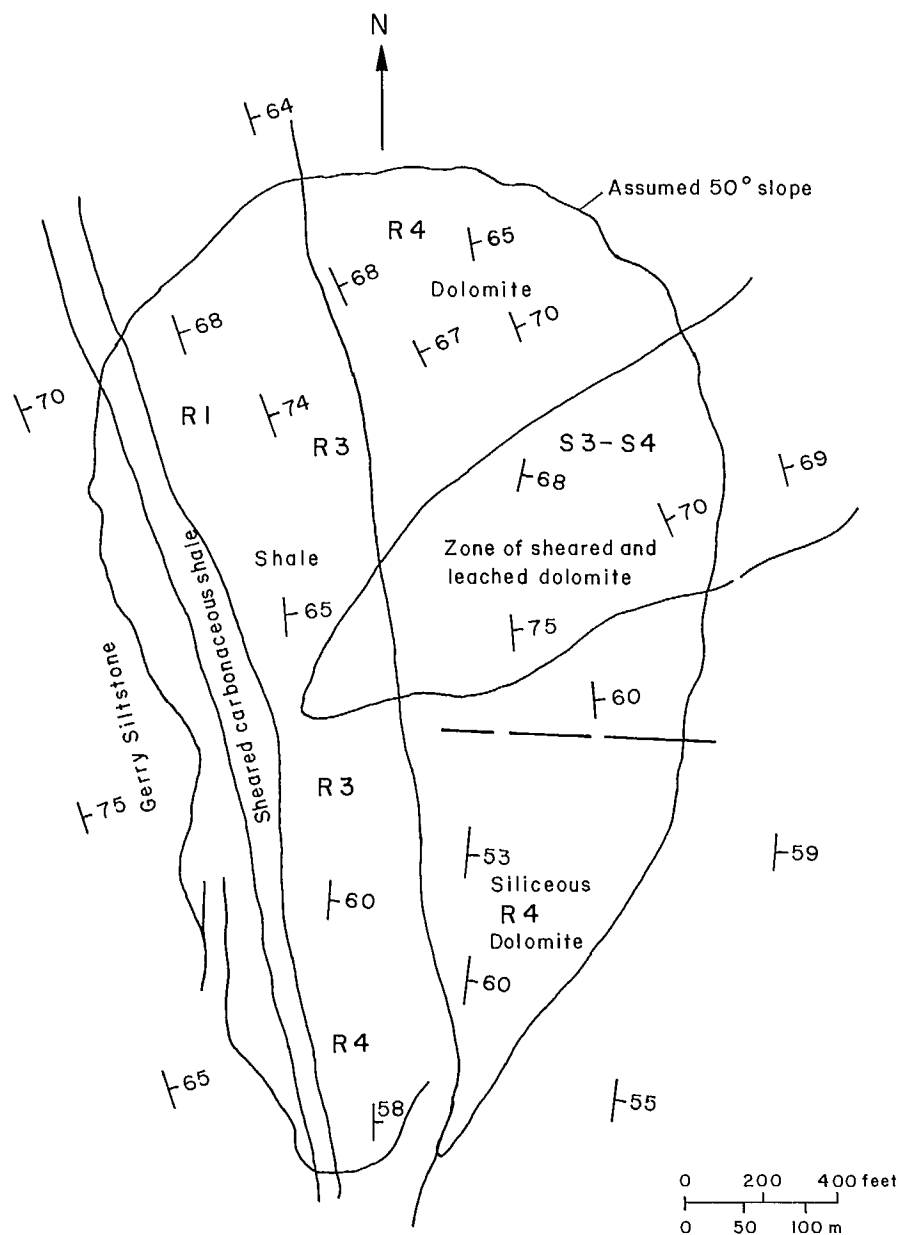 N
64
Assumed 50° slope
R4
65
68
Dolomite
68
67
70
70
R1
74
R3
S3-S4
68
69
70
Shale
Zone of sheared and
leached dolomite
65
75
Sheared carbonaceous shale
Gerry Siltstone
60
R3
75
53
59
Siliceous
R4
Dolomite
60
60
R4
65
58
55
0 200 400 feet
0 50 100 m